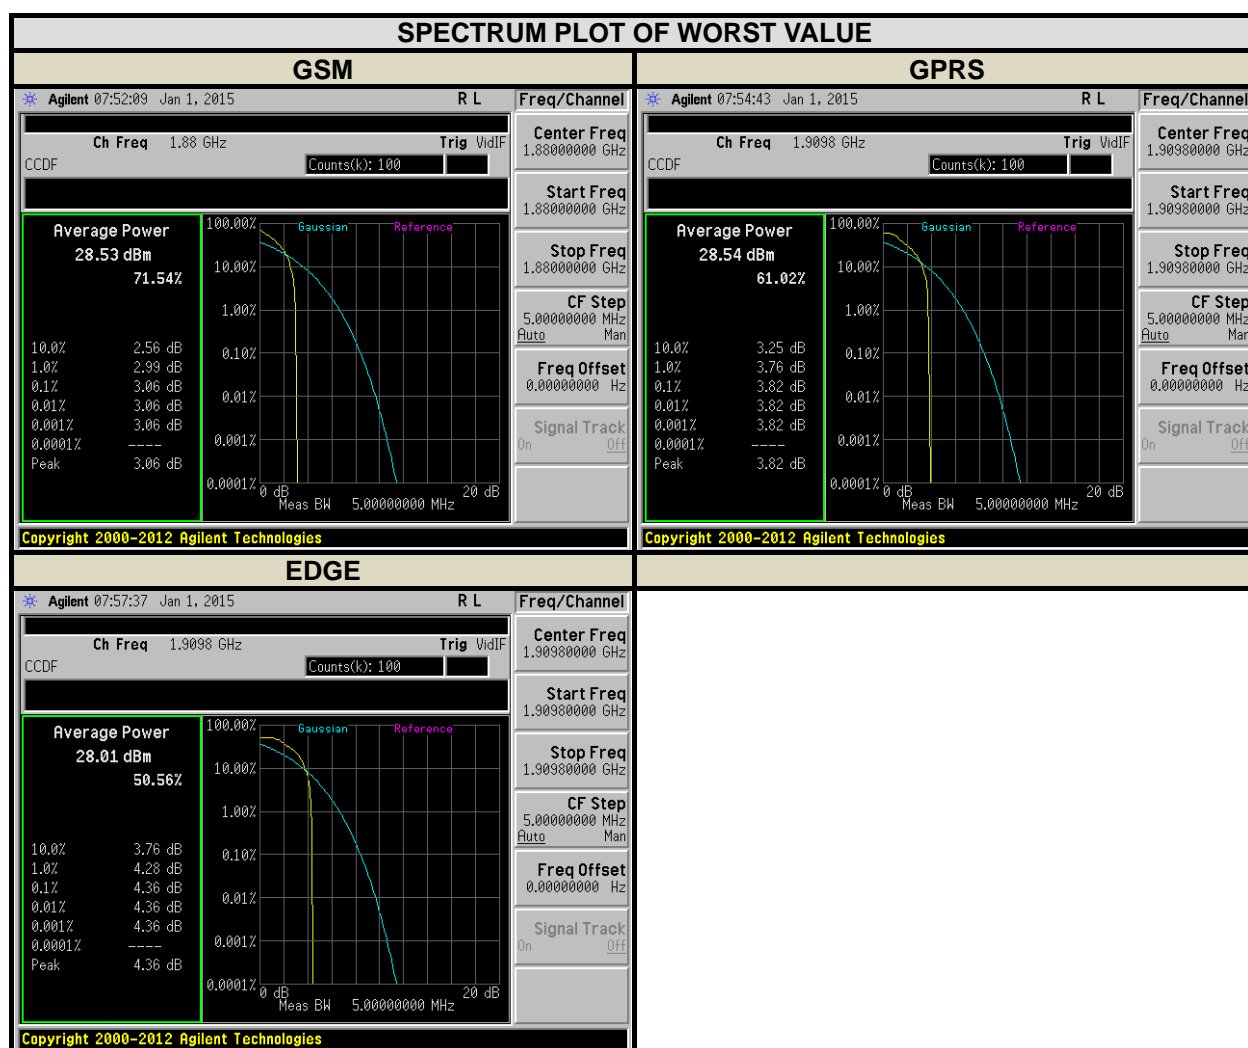 SPECTRUM PLOT OF WORST VALUE
GSM
Agilent 07:52:09 Jan 1, 2015 R L Freq/Channel
Ch Freq 1.88 GHz Trig VidIF
CCDF Counts(k): 100
Average Power
28.53 dBm
71.54%
10.0% 2.56 dB
1.0% 2.99 dB
0.1% 3.06 dB
0.01% 3.06 dB
0.001% 3.06 dB
0.0001% ----
Peak 3.06 dB
100.00% Gaussian Reference
10.00%
1.00%
0.10%
0.01%
0.001%
0.0001%
0 dB 20 dB
Meas BW 5.00000000 MHz
Center Freq
1.88000000 GHz
Start Freq
1.88000000 GHz
Stop Freq
1.88000000 GHz
CF Step
5.00000000 MHz
Auto Man
Freq Offset
0.00000000 Hz
Signal Track
On Off
Copyright 2000-2012 Agilent Technologies
GPRS
Agilent 07:54:43 Jan 1, 2015 R L Freq/Channel
Ch Freq 1.9098 GHz Trig VidIF
CCDF Counts(k): 100
Average Power
28.54 dBm
61.02%
10.0% 3.25 dB
1.0% 3.76 dB
0.1% 3.82 dB
0.01% 3.82 dB
0.001% 3.82 dB
0.0001% ----
Peak 3.82 dB
100.00% Gaussian Reference
10.00%
1.00%
0.10%
0.01%
0.001%
0.0001%
0 dB 20 dB
Meas BW 5.00000000 MHz
Center Freq
1.90980000 GHz
Start Freq
1.90980000 GHz
Stop Freq
1.90980000 GHz
CF Step
5.00000000 MHz
Auto Man
Freq Offset
0.00000000 Hz
Signal Track
On Off
Copyright 2000-2012 Agilent Technologies
EDGE
Agilent 07:57:37 Jan 1, 2015 R L Freq/Channel
Ch Freq 1.9098 GHz Trig VidIF
CCDF Counts(k): 100
Average Power
28.01 dBm
50.56%
10.0% 3.76 dB
1.0% 4.28 dB
0.1% 4.36 dB
0.01% 4.36 dB
0.001% 4.36 dB
0.0001% ----
Peak 4.36 dB
100.00% Gaussian Reference
10.00%
1.00%
0.10%
0.01%
0.001%
0.0001%
0 dB 20 dB
Meas BW 5.00000000 MHz
Center Freq
1.90980000 GHz
Start Freq
1.90980000 GHz
Stop Freq
1.90980000 GHz
CF Step
5.00000000 MHz
Auto Man
Freq Offset
0.00000000 Hz
Signal Track
On Off
Copyright 2000-2012 Agilent Technologies